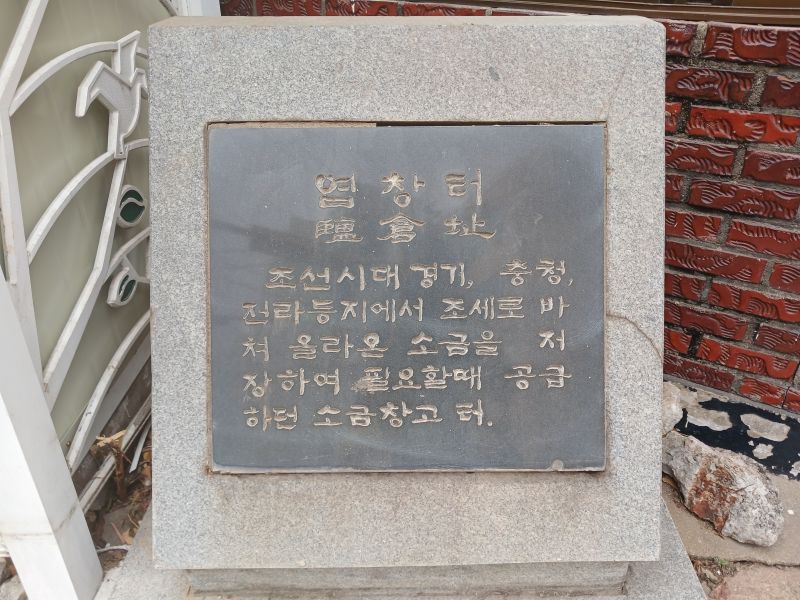 염창터
鹽倉址
조선시대 경기, 충청,
전라등지에서 조세로 바
쳐 올라온 소금을 저
장하여 필요할때 공급
하던 소금창고 터.